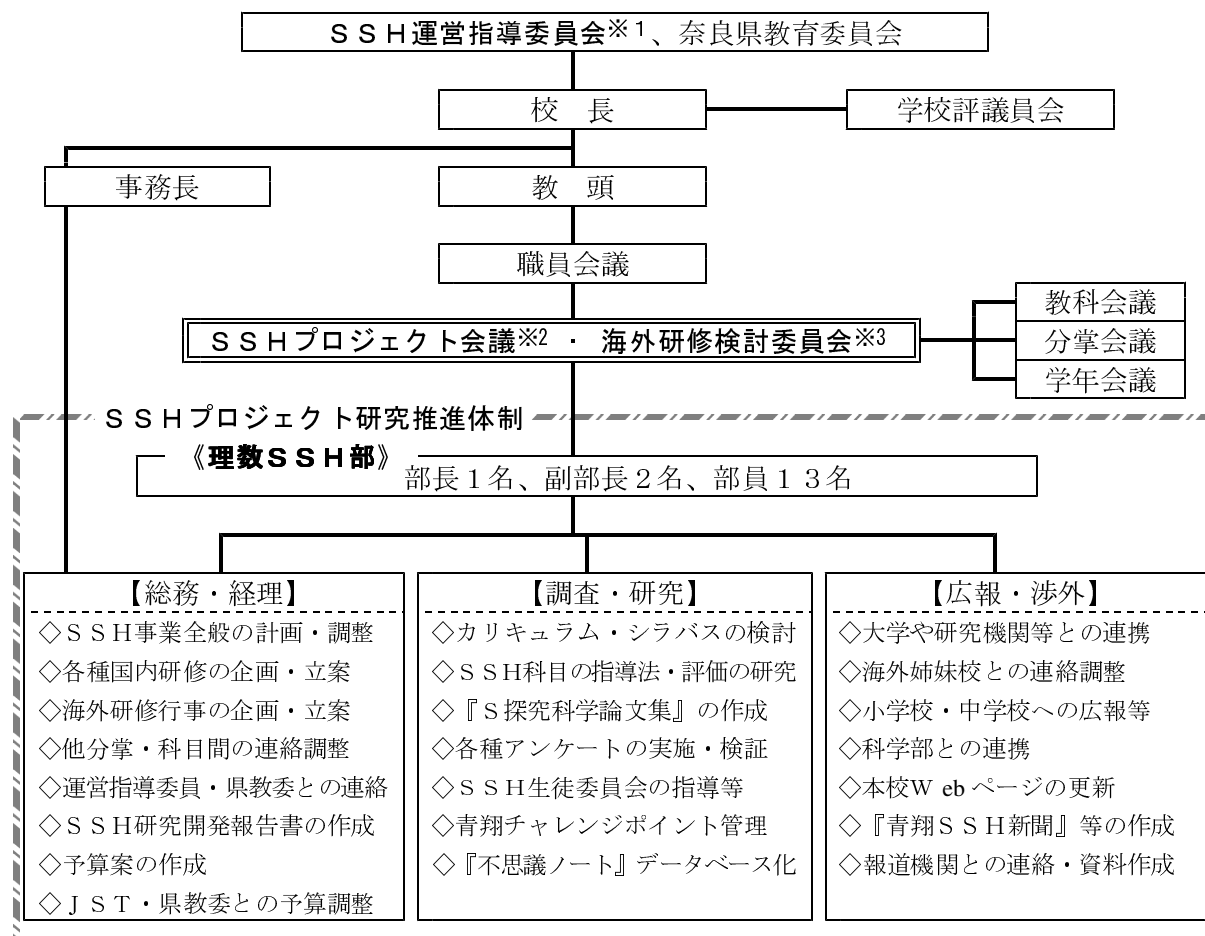 ＳＳＨ運営指導委員会※１、奈良県教育委員会
校　長
学校評議員会
事務長
教　頭
職員会議
ＳＳＨプロジェクト会議※2 ・ 海外研修検討委員会※3
教科会議
分掌会議
学年会議
ＳＳＨプロジェクト研究推進体制
《理数ＳＳＨ部》
部長１名、副部長２名、部員１３名
【総務・経理】
◇ＳＳＨ事業全般の計画・調整
◇各種国内研修の企画・立案
◇海外研修行事の企画・立案
◇他分掌・科目間の連絡調整
◇運営指導委員・県教委との連絡
◇ＳＳＨ研究開発報告書の作成
◇予算案の作成
◇ＪＳＴ・県教委との予算調整
【調査・研究】
◇カリキュラム・シラバスの検討
◇ＳＳＨ科目の指導法・評価の研究
◇『Ｓ探究科学論文集』の作成
◇各種アンケートの実施・検証
◇ＳＳＨ生徒委員会の指導等
◇青翔チャレンジポイント管理
◇『不思議ノート』データベース化
【広報・渉外】
◇大学や研究機関等との連携
◇海外姉妹校との連絡調整
◇小学校・中学校への広報等
◇科学部との連携
◇本校Ｗeb ページの更新
◇『青翔ＳＳＨ新聞』等の作成
◇報道機関との連絡・資料作成